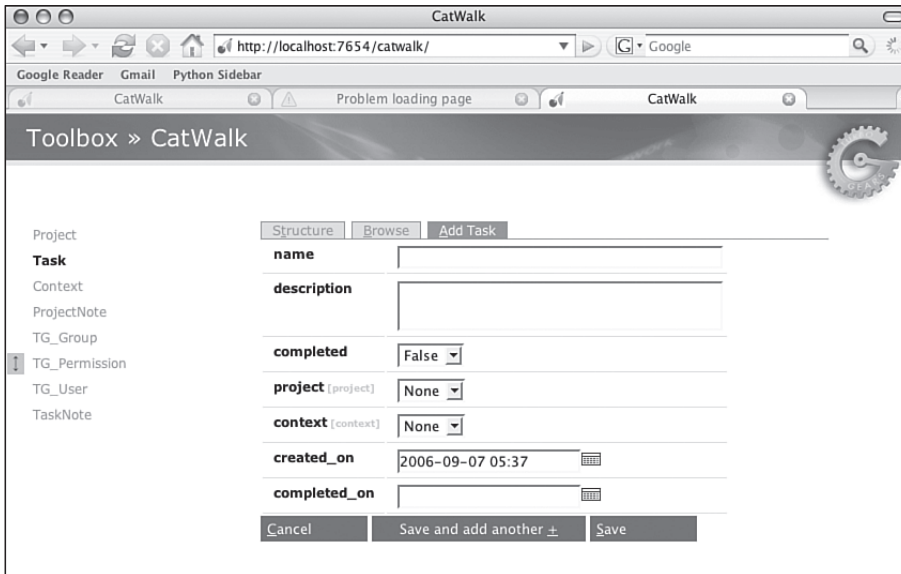 CatWalk
http://localhost:7654/catwalk/
G Google
Google Reader Gmail Python Sidebar
CatWalk Problem loading page CatWalk
Toolbox » CatWalk
GEARS
Project
Task
Context
ProjectNote
TG_Group
TG_Permission
TG_User
TaskNote
Structure Browse Add Task
name
description
completed False
project [project] None
context [context] None
created_on 2006-09-07 05:37
completed_on
Cancel Save and add another + Save